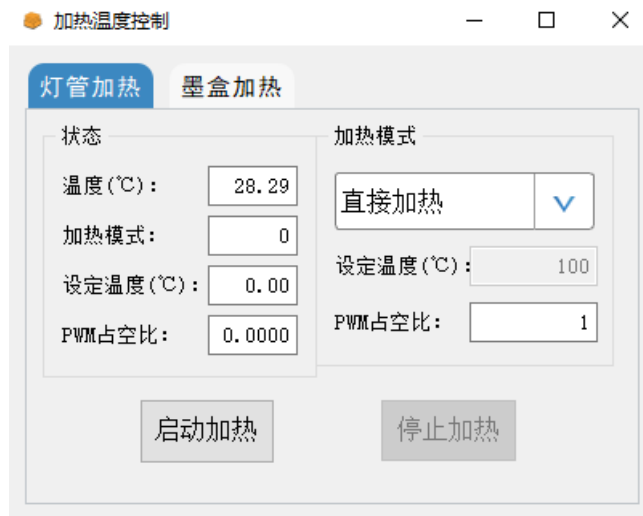 加热温度控制
灯管加热 墨盒加热
状态
温度(℃): 28.29
加热模式: 0
设定温度(℃): 0.00
PWM占空比: 0.0000
加热模式
直接加热
设定温度(℃): 100
PWM占空比: 1
启动加热 停止加热